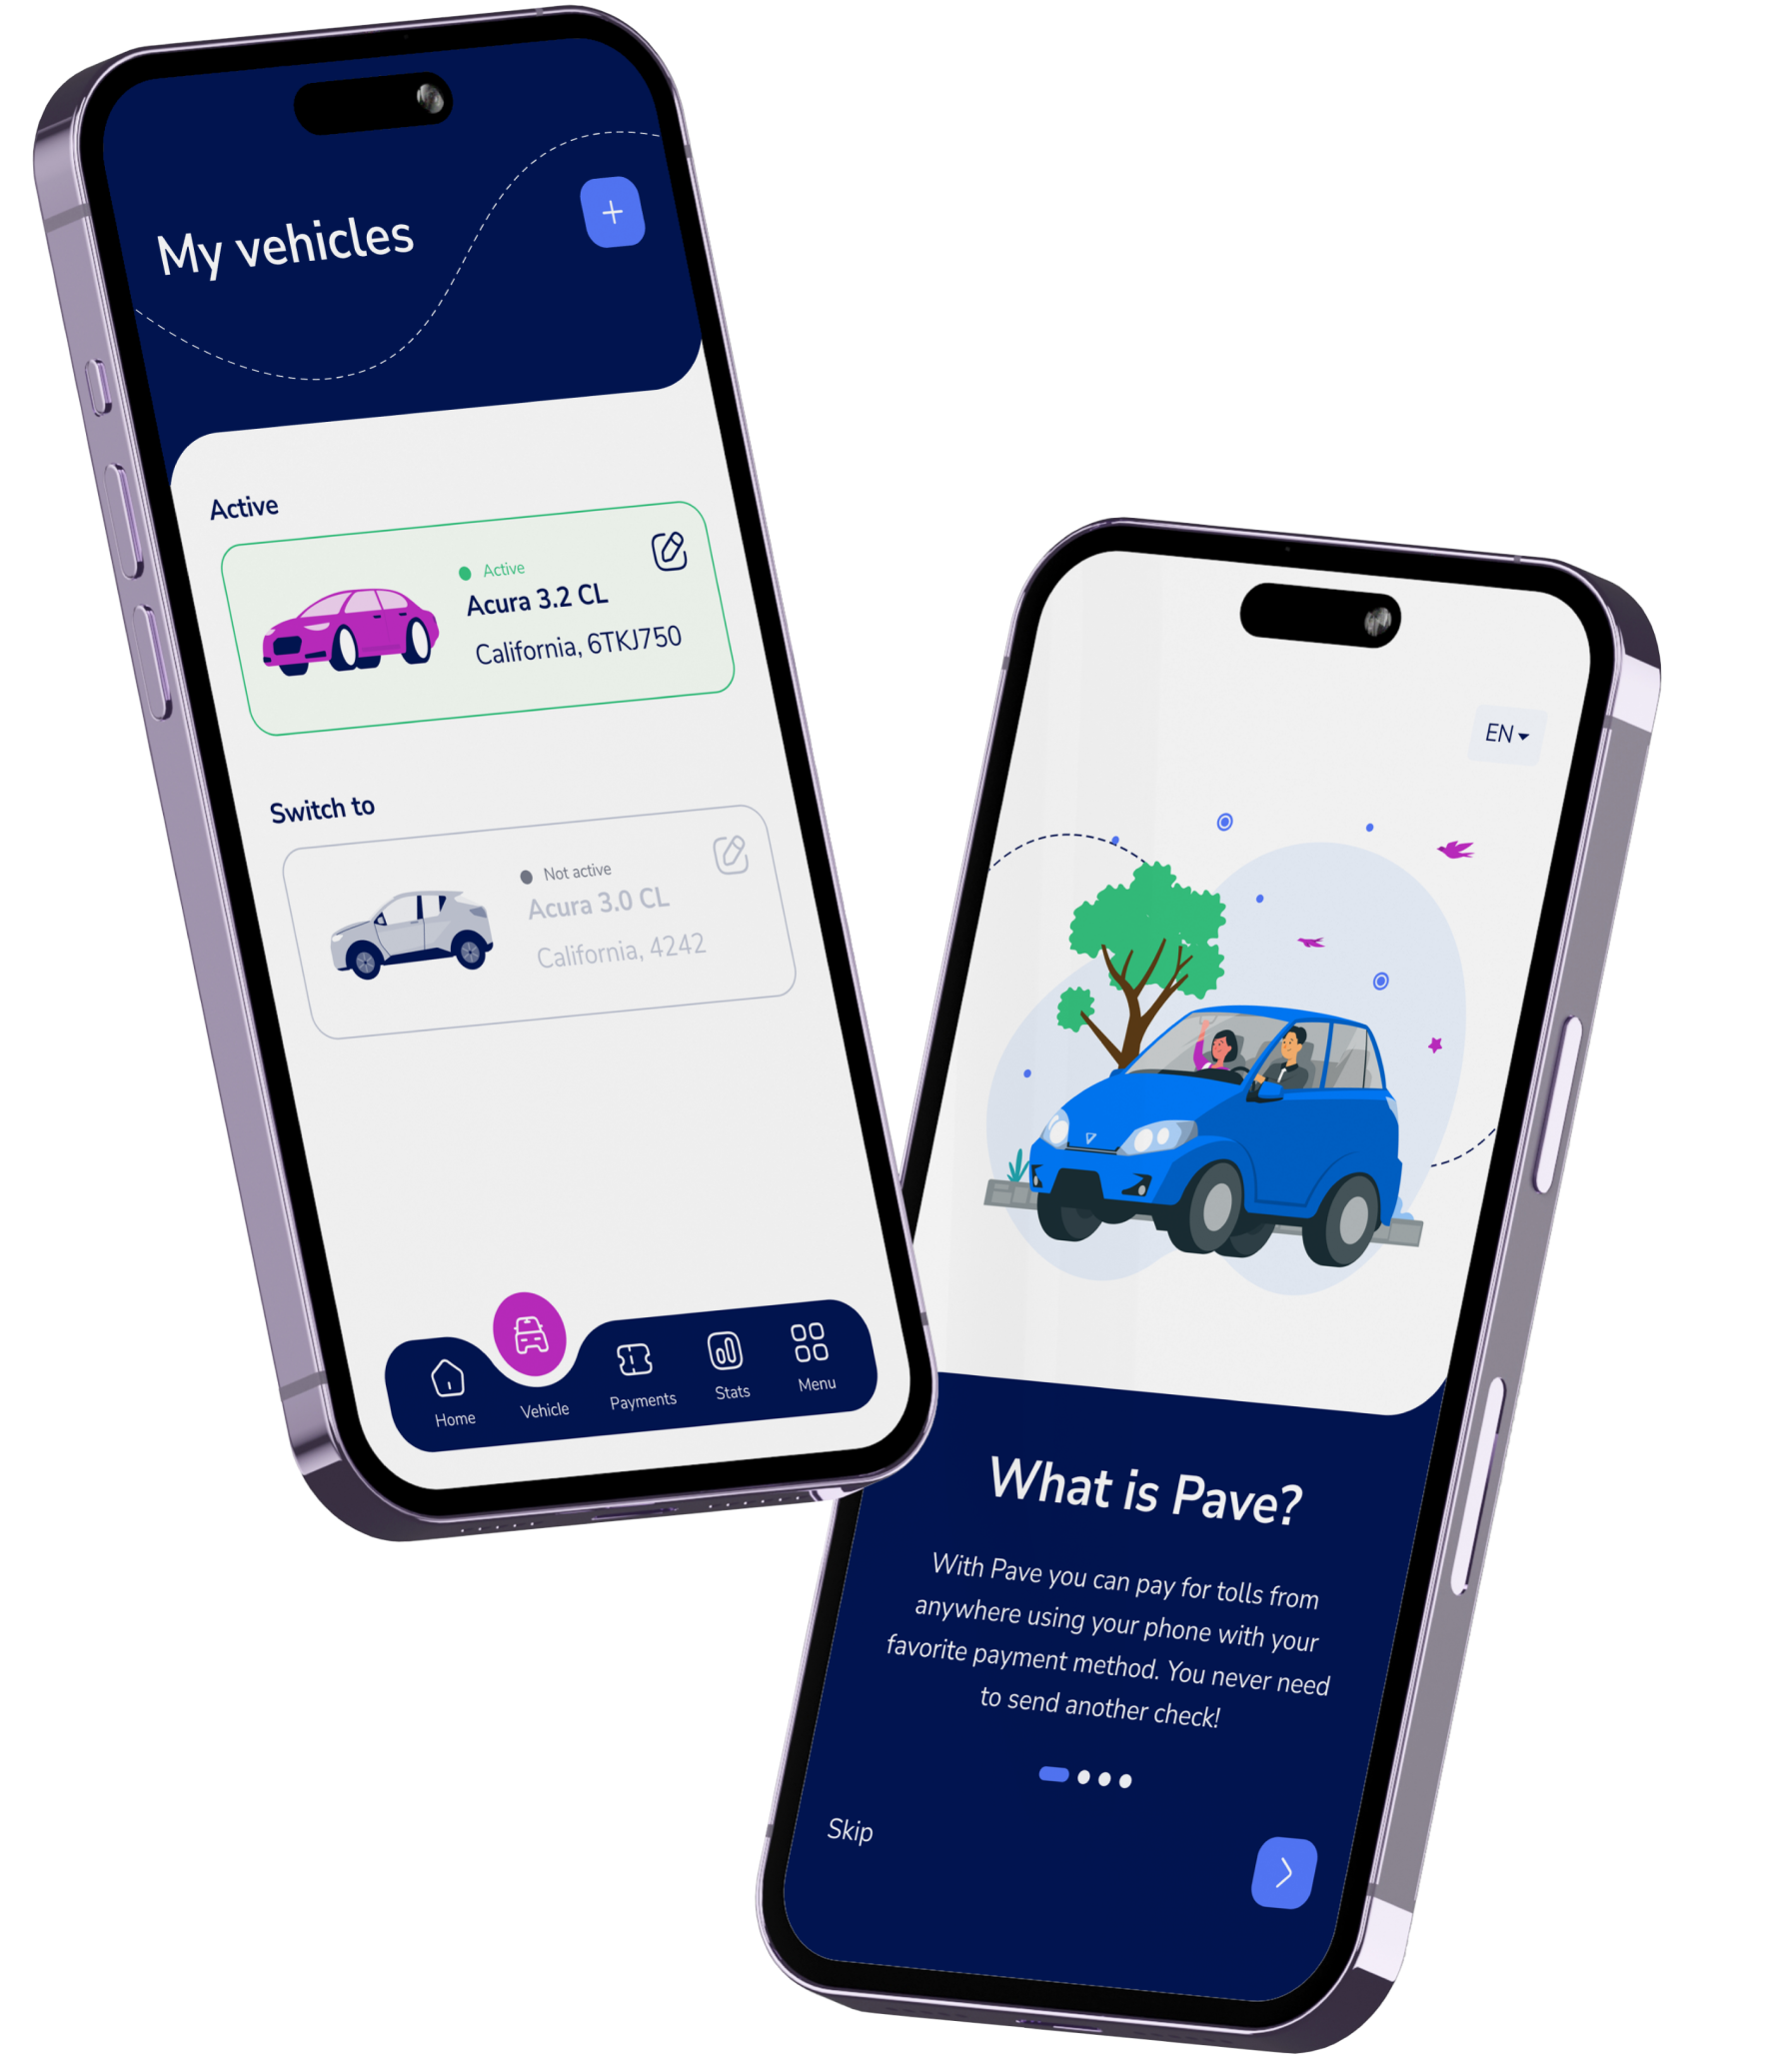 My vehicles
Active
Active
Acura 3.2 CL
California, 6TKJ750
Switch to
Not active
Acura 3.0 CL
California, 4242
Home
Vehicle
Payments
Stats
Menu
EN
What is Pave?
With Pave you can pay for tolls from
anywhere using your phone with your
favorite payment method. You never need
to send another check!
Skip